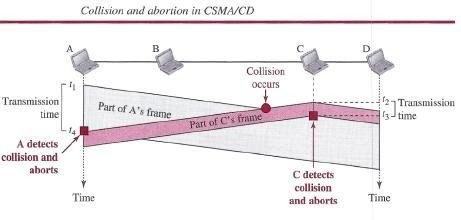 Collision and abortion in CSMA/CD
A
B
C
D
Collision
occurs
t1
Transmission
time
t4
Part of A's frame
Part of C's frame
t2
t3
Transmission
time
A detects
collision and
aborts
C detects
collision
and aborts
Time
Time